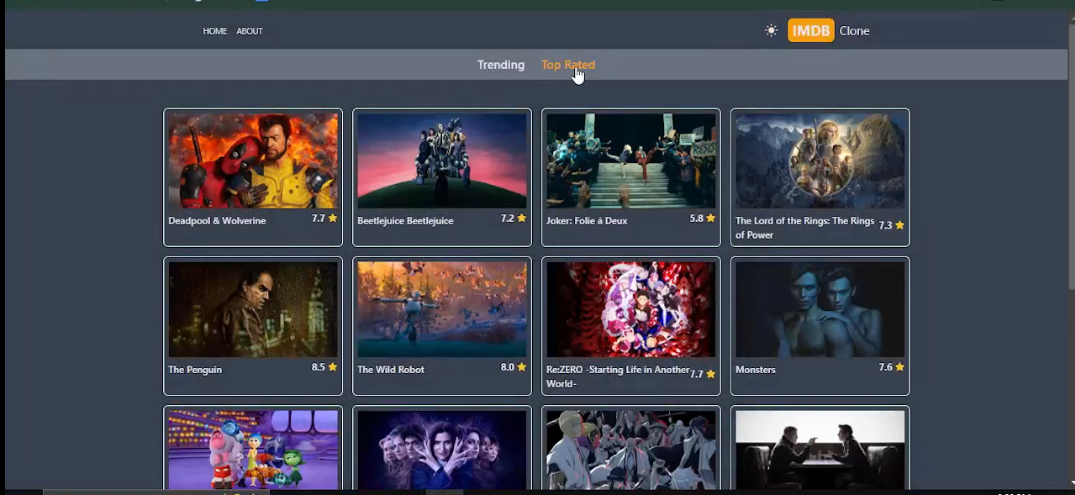 HOME ABOUT
IMDB Clone
Trending Top Rated
Deadpool & Wolverine 7.7
Beetlejuice Beetlejuice 7.2
Joker: Folie à Deux 5.8
The Lord of the Rings: The Rings
of Power 7.3
The Penguin 8.5
The Wild Robot 8.0
Re:ZERO -Starting Life in Another
World- 7.7
Monsters 7.6